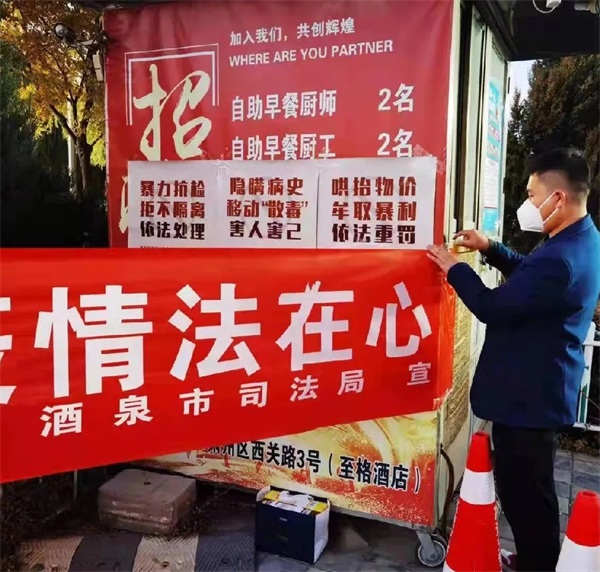 加入我们，共创辉煌
WHERE ARE YOU PARTNER
招
自助早餐厨师 2名
自助早餐厨工 2名
暴力抗检
拒不隔离
依法处理
隐瞒病史
移动“散毒”
害人害己
哄抬物价
牟取暴利
依法重罚
情法在心
酒泉市司法局 宣
州区西关路3号（至格酒店）